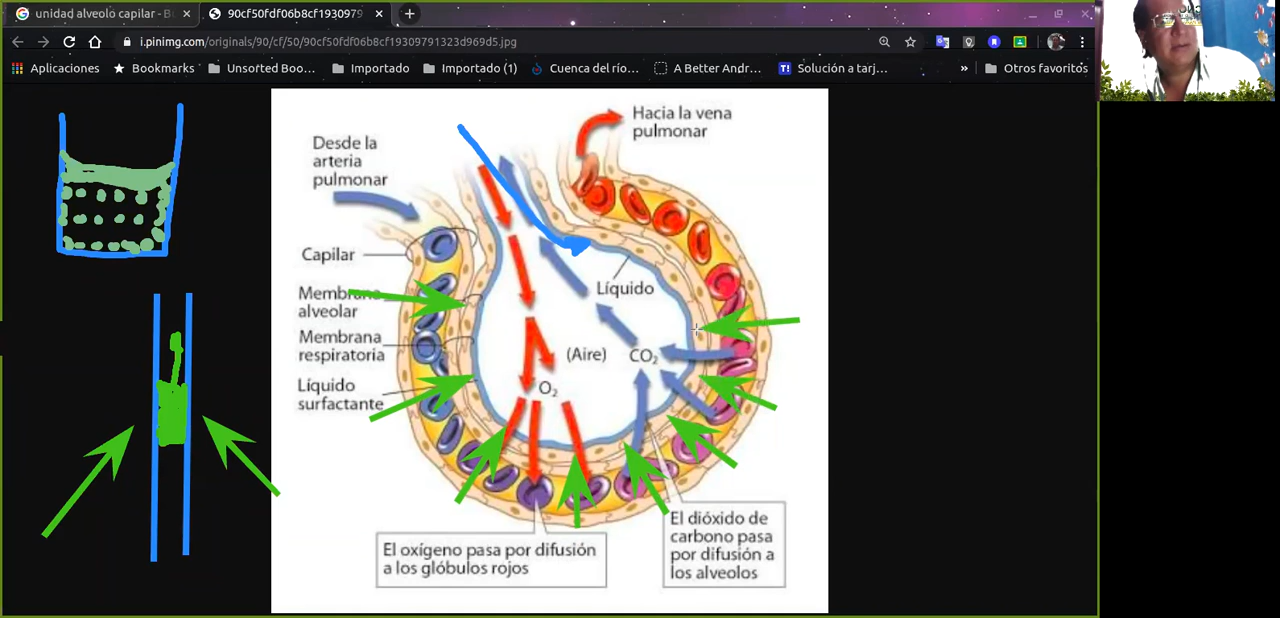 unidad alveolo capilar - B
90cf50fdf06b8cf1930979
i.pinimg.com/originals/90/cf/50/90cf50fdf06b8cf19309791323d969d5.jpg
Aplicaciones
Bookmarks
Unsorted Boo...
Importado
Importado (1)
Cuenca del río...
A Better Andr...
T!
Solución a tarj...
»
Otros favoritos
Hacia la vena
pulmonar
Desde la
arteria
pulmonar
Capilar
Membrana
alveolar
Membrana
respiratoria
Líquido
surfactante
Líquido
(Aire)
CO₂
O₂
El oxígeno pasa por difusión
a los glóbulos rojos
El dióxido de
carbono pasa
por difusión a
los alveolos